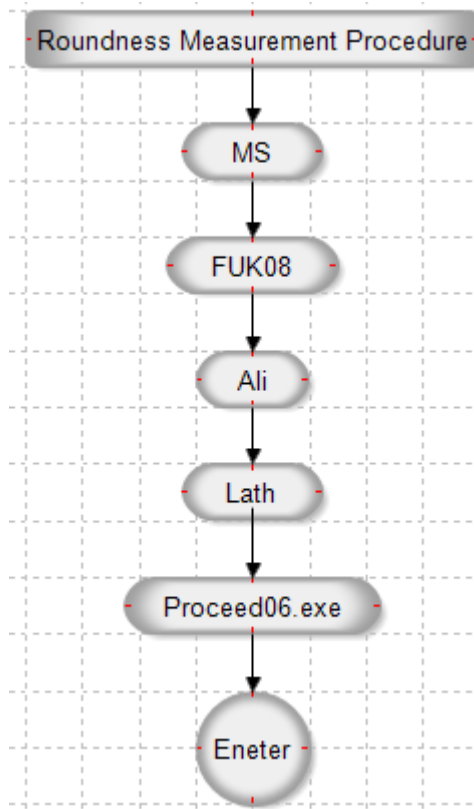 Roundness Measurement Procedure
MS
FUK08
Ali
Lath
Proceed06.exe
Eneter